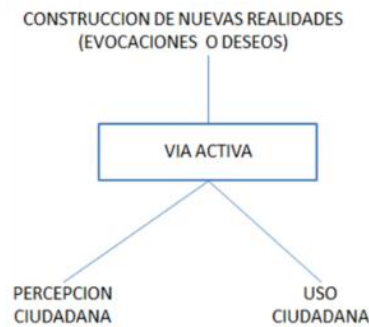 CONSTRUCCION DE NUEVAS REALIDADES
(EVOCACIONES O DESEOS)
VIA ACTIVA
PERCEPCION
CIUDADANA
USO
CIUDADANA